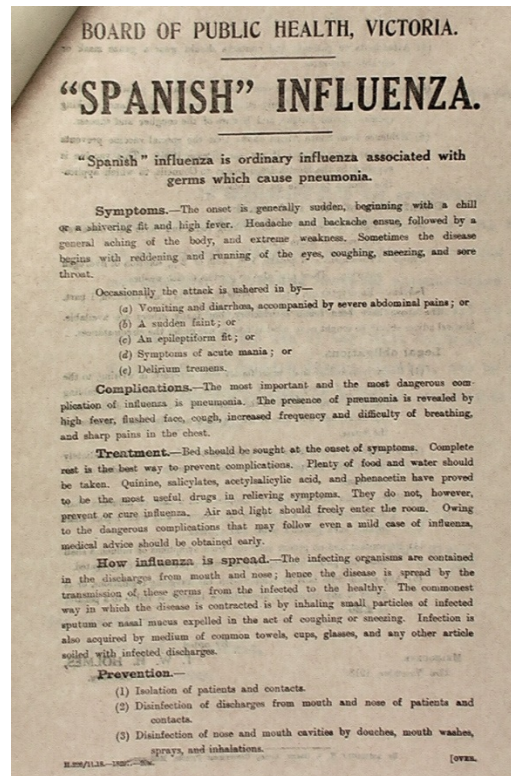 BOARD OF PUBLIC HEALTH, VICTORIA.
“SPANISH” INFLUENZA.
“Spanish” influenza is ordinary influenza associated with
germs which cause pneumonia.
Symptoms.—The onset is generally sudden, beginning with a chill
or a shivering fit and high fever. Headache and backache ensue, followed by a
general aching of the body, and extreme weakness. Sometimes the disease
begins with reddening and running of the eyes, coughing, sneezing, and sore
throat.
Occasionally the attack is ushered in by—
(a) Vomiting and diarrhœa, accompanied by severe abdominal pains; or
(b) A sudden faint; or
(c) An epileptiform fit; or
(d) Symptoms of acute mania; or
(e) Delirium tremens.
Complications.—The most important and the most dangerous com-
plication of influenza is pneumonia. The presence of pneumonia is revealed by
high fever, flushed face, cough, increased frequency and difficulty of breathing,
and sharp pains in the chest.
Treatment.—Bed should be sought at the onset of symptoms. Complete
rest is the best way to prevent complications. Plenty of food and water should
be taken. Quinine, salicylates, acetylsalicylic acid, and phenacetin have proved
to be the most useful drugs in relieving symptoms. They do not, however,
prevent or cure influenza. Air and light should freely enter the room. Owing
to the dangerous complications that may follow even a mild case of influenza,
medical advice should be obtained early.
How influenza is spread.—The infecting organisms are contained
in the discharges from mouth and nose; hence the disease is spread by the
transmission of these germs from the infected to the healthy. The commonest
way in which the disease is contracted is by inhaling small particles of infected
sputum or nasal mucus expelled in the act of coughing or sneezing. Infection is
also acquired by medium of common towels, cups, glasses, and any other article
soiled with infected discharges.
Prevention.—
(1) Isolation of patients and contacts.
(2) Disinfection of discharges from mouth and nose of patients and
contacts.
(3) Disinfection of nose and mouth cavities by douches, mouth washes,
sprays, and inhalations.
[OVER.